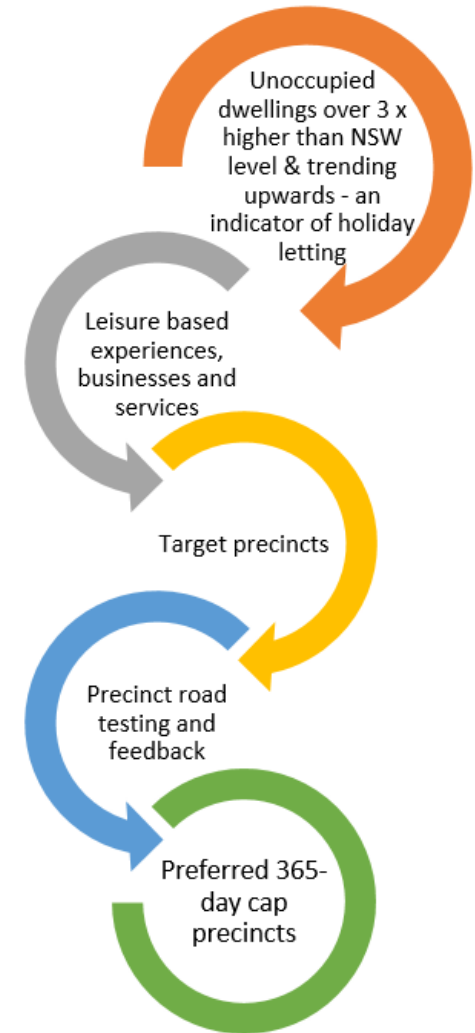 Unoccupied
dwellings over 3 x
higher than NSW
level & trending
upwards - an
indicator of holiday
letting
Leisure based
experiences,
businesses and
services
Target precincts
Precinct road
testing and
feedback
Preferred 365-
day cap
precincts